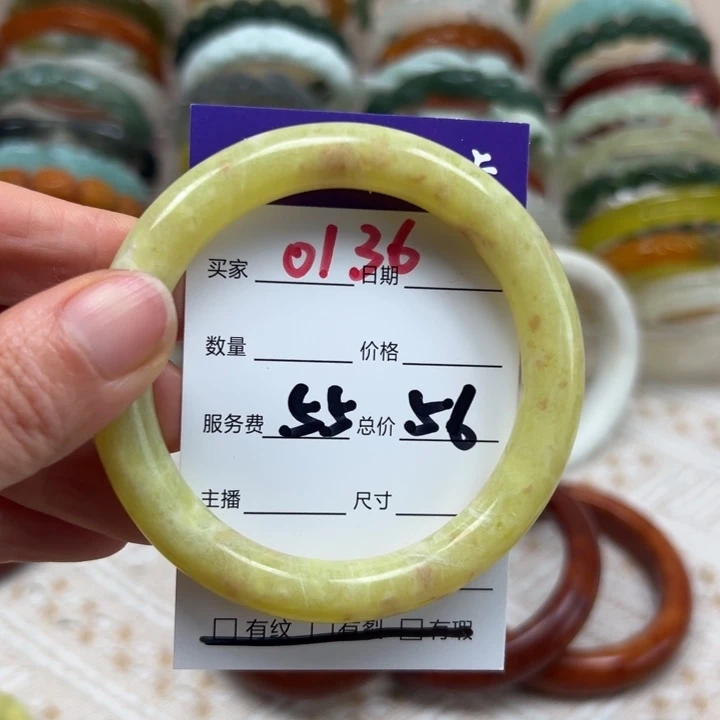 0136
买家 日期
数量 价格
服务费 55 总价 56
主播 尺寸
有纹 有裂 有瑕